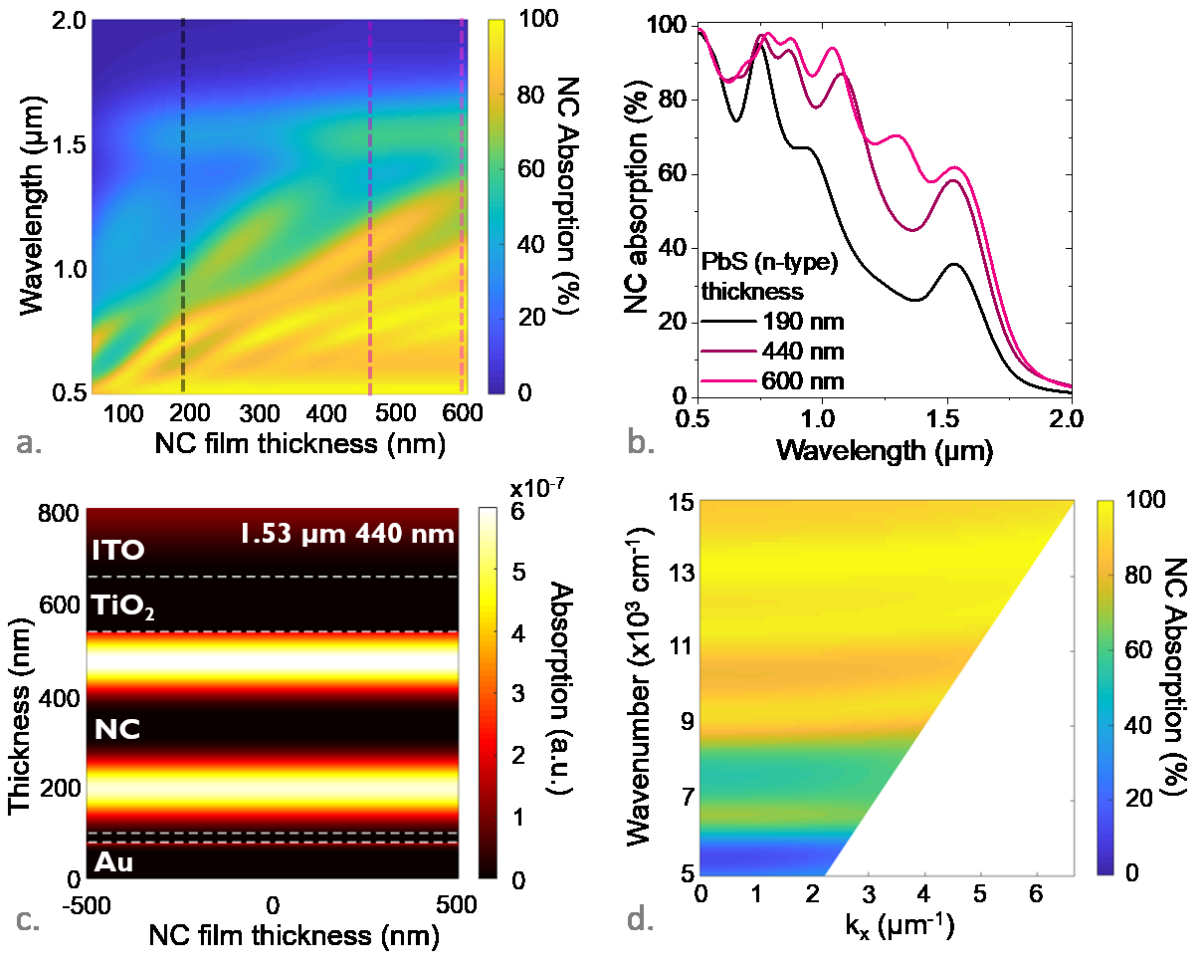 2.0
1.5
1.0
0.5
Wavelength (µm)
100 200 300 400 500 600
NC film thickness (nm)
100
80
60
40
20
0
NC Absorption (%)
a.
100
80
60
40
20
0
NC absorption (%)
PbS (n-type)
thickness
190 nm
440 nm
600 nm
0.5 1.0 1.5 2.0
Wavelength (µm)
b.
800
600
400
200
0
Thickness (nm)
1.53 µm 440 nm
ITO
TiO₂
NC
Au
-500 0 500
NC film thickness (nm)
x10⁻⁷
6
5
4
3
2
1
0
Absorption (a.u.)
c.
15
13
11
9
7
5
Wavenumber (x10³ cm⁻¹)
0 1 2 3 4 5 6
kₓ (µm⁻¹)
100
80
60
40
20
0
NC Absorption (%)
d.